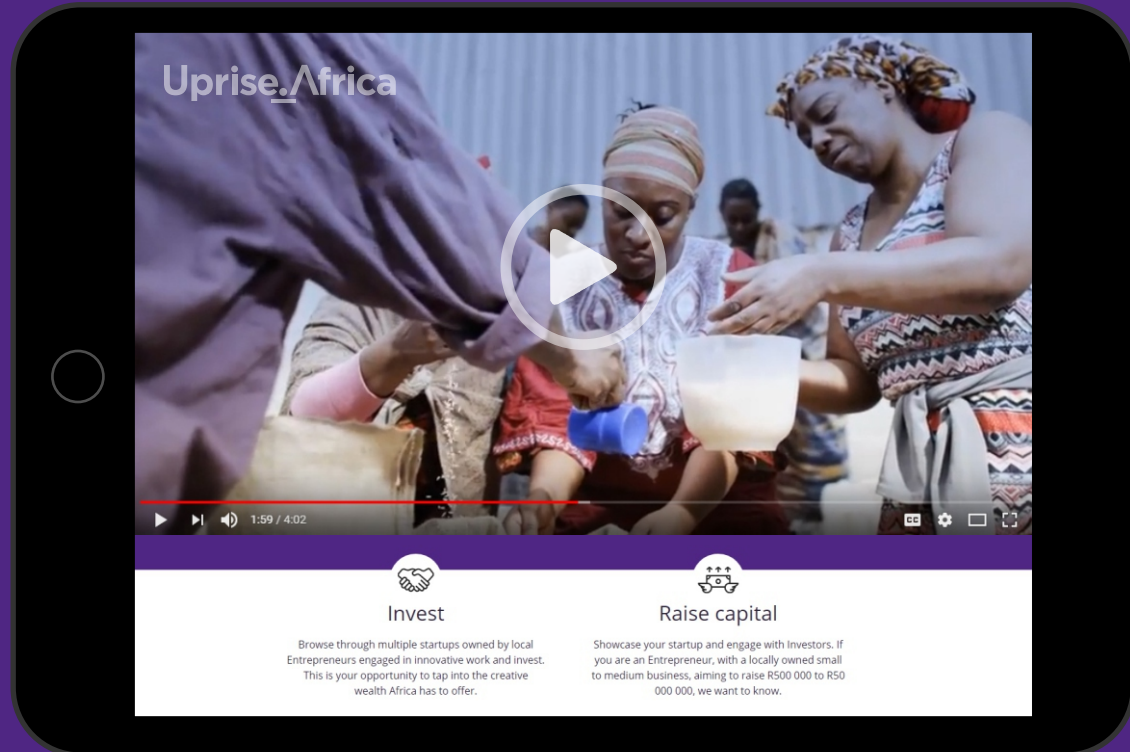 Uprise.Africa
1:59 / 4:02
CC
Invest
Raise capital
Browse through multiple startups owned by local
Entrepreneurs engaged in innovative work and invest.
This is your opportunity to tap into the creative
wealth Africa has to offer.
Showcase your startup and engage with Investors. If
you are an Entrepreneur, with a locally owned small
to medium business, aiming to raise R500 000 to R50
000 000, we want to know.